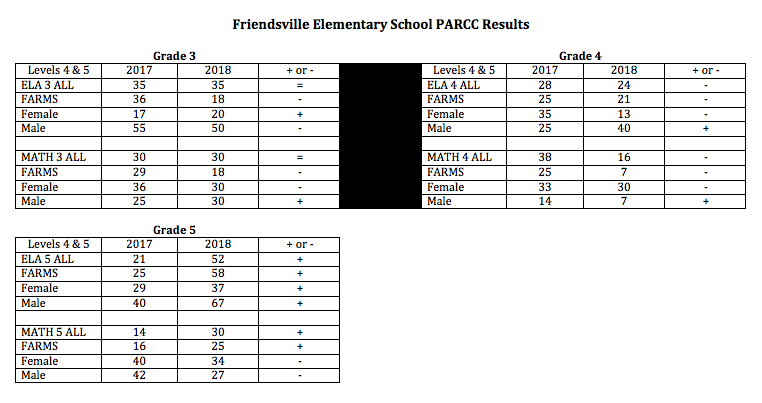 Friendsville Elementary School PARCC Results
Grade 3
Levels 4 & 5 2017 2018 + or -
ELA 3 ALL 35 35 =
FARMS 36 18 -
Female 17 20 +
Male 55 50 -
MATH 3 ALL 30 30 =
FARMS 29 18 -
Female 36 30 -
Male 25 30 +
Grade 4
Levels 4 & 5 2017 2018 + or -
ELA 4 ALL 28 24 -
FARMS 25 21 -
Female 35 13 -
Male 25 40 +
MATH 4 ALL 38 16 -
FARMS 25 7 -
Female 33 30 -
Male 14 7 +
Grade 5
Levels 4 & 5 2017 2018 + or -
ELA 5 ALL 21 52 +
FARMS 25 58 +
Female 29 37 +
Male 40 67 +
MATH 5 ALL 14 30 +
FARMS 16 25 +
Female 40 34 -
Male 42 27 -